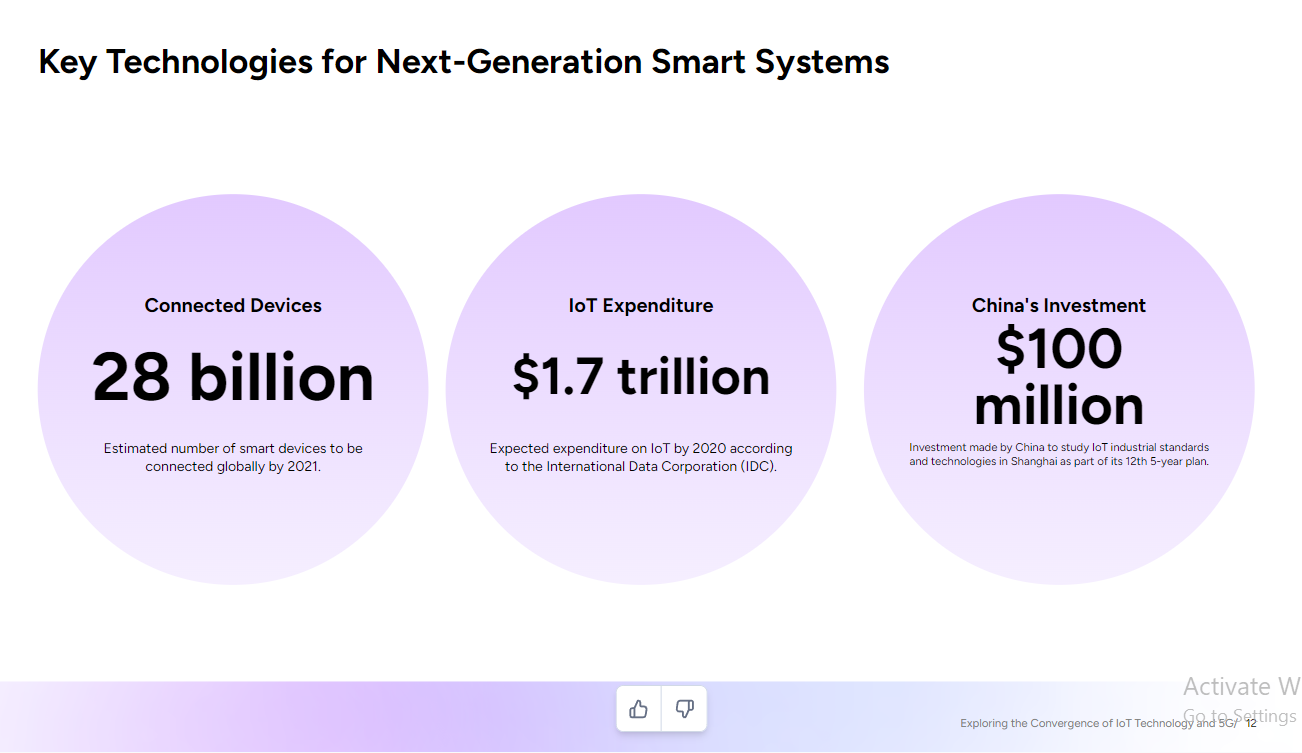 Key Technologies for Next-Generation Smart Systems
Connected Devices
28 billion
Estimated number of smart devices to be
connected globally by 2021.
IoT Expenditure
$1.7 trillion
Expected expenditure on IoT by 2020 according
to the International Data Corporation (IDC).
China's Investment
$100
million
Investment made by China to study IoT industrial standards
and technologies in Shanghai as part of its 12th 5-year plan.
Activate W
Go to Settings
Exploring the Convergence of IoT Technology and 5G/ 12